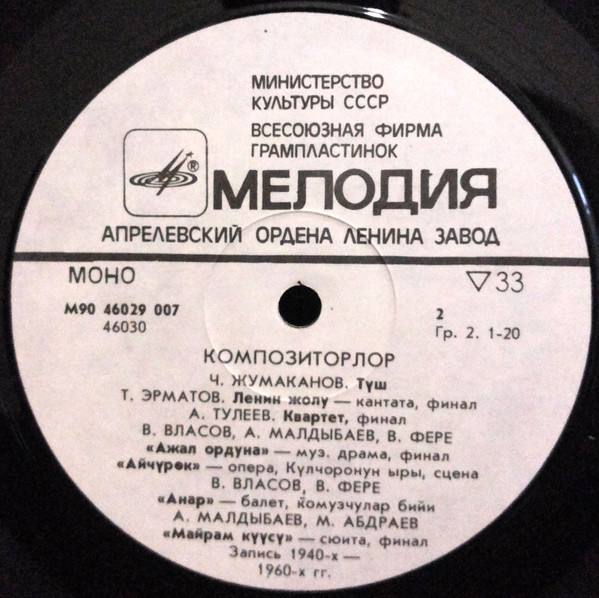 МИНИСТЕРСТВО
КУЛЬТУРЫ СССР
ВСЕСОЮЗНАЯ ФИРМА
ГРАМПЛАСТИНОК
® МЕЛОДИЯ
АПРЕЛЕВСКИЙ ОРДЕНА ЛЕНИНА ЗАВОД
МОНО ▽33
М90 46029 007 2
46030 Гр. 2. 1-20
КОМПОЗИТОРЛОР
Ч. ЖУМАКАНОВ. Түш
Т. ЭРМАТОВ. Ленин жолу — кантата, финал
А. ТУЛЕЕВ. Квартет, финал
В. ВЛАСОВ, А. МАЛДЫБАЕВ, В. ФЕРЕ
«Ажал ордуна» — муз. драма, финал
«Айчүрөк» — опера, Күлчоронун ыры, сцена
В. ВЛАСОВ, В. ФЕРЕ
«Анар» — балет, комузчулар бийи
А. МАЛДЫБАЕВ, М. АБДРАЕВ
«Майрам күүсү» — сюита, финал
Запись 1940-х —
1960-х гг.